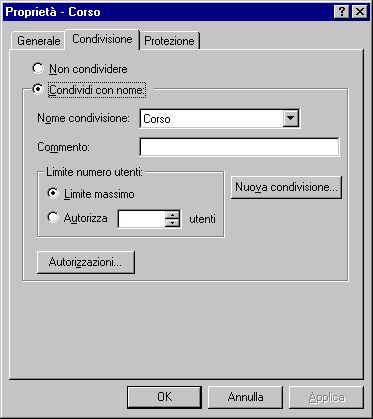 Proprietà - Corso
Generale Condivisione Protezione
Non condividere
Condividi con nome:
Nome condivisione: Corso
Commento:
Limite numero utenti:
Limite massimo
Nuova condivisione...
Autorizza utenti
Autorizzazioni...
OK Annulla Applica